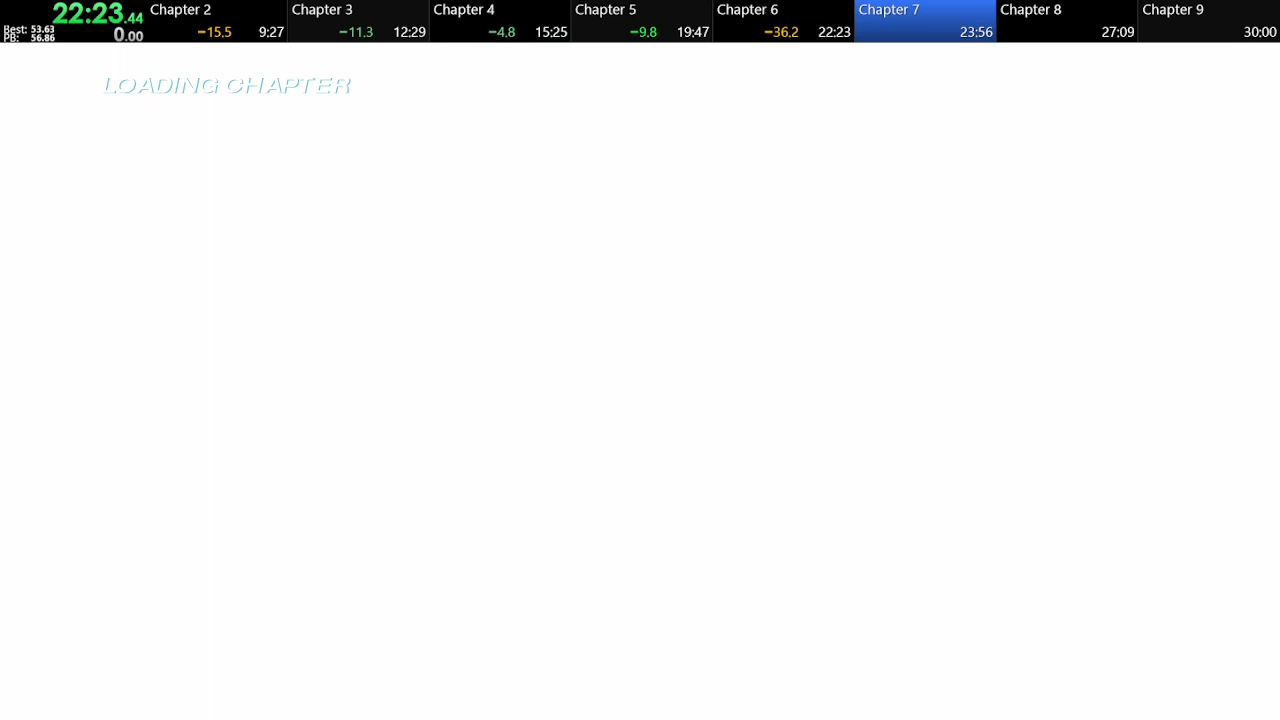 22:23.44
Best: 53.63
PB: 56.86
0.00
Chapter 2
−15.5 9:27
Chapter 3
−11.3 12:29
Chapter 4
−4.8 15:25
Chapter 5
−9.8 19:47
Chapter 6
−36.2 22:23
Chapter 7
23:56
Chapter 8
27:09
Chapter 9
30:00
LOADING CHAPTER